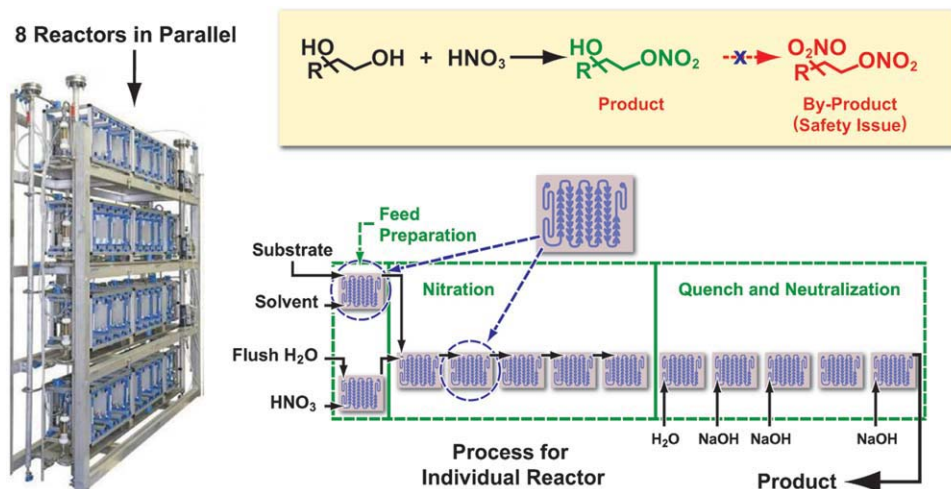 8 Reactors in Parallel
HO
R
OH + HNO₃
HO
R
ONO₂
Product
x
O₂NO
R
ONO₂
By-Product
(Safety Issue)
Feed
Preparation
Substrate
Solvent
Nitration
Quench and Neutralization
Flush H₂O
HNO₃
H₂O
NaOH
NaOH
NaOH
Process for
Individual Reactor
Product